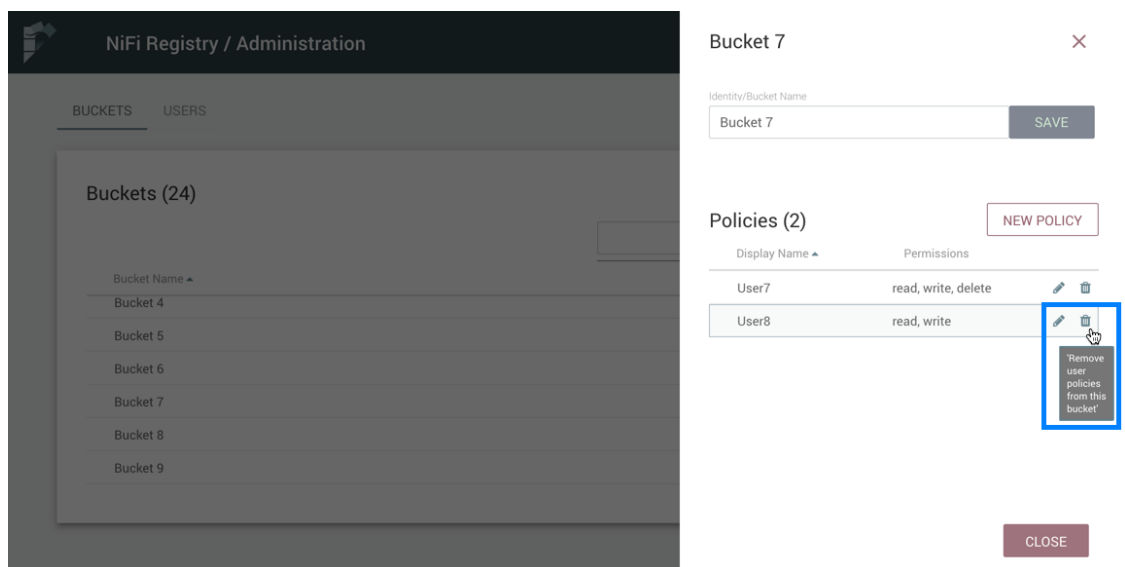 NiFi Registry / Administration
BUCKETS USERS
Buckets (24)
Bucket Name
Bucket 4
Bucket 5
Bucket 6
Bucket 7
Bucket 8
Bucket 9
Bucket 7
Identity/Bucket Name
Bucket 7 SAVE
Policies (2) NEW POLICY
Display Name Permissions
User7 read, write, delete
User8 read, write
'Remove
user
policies
from this
bucket'
CLOSE